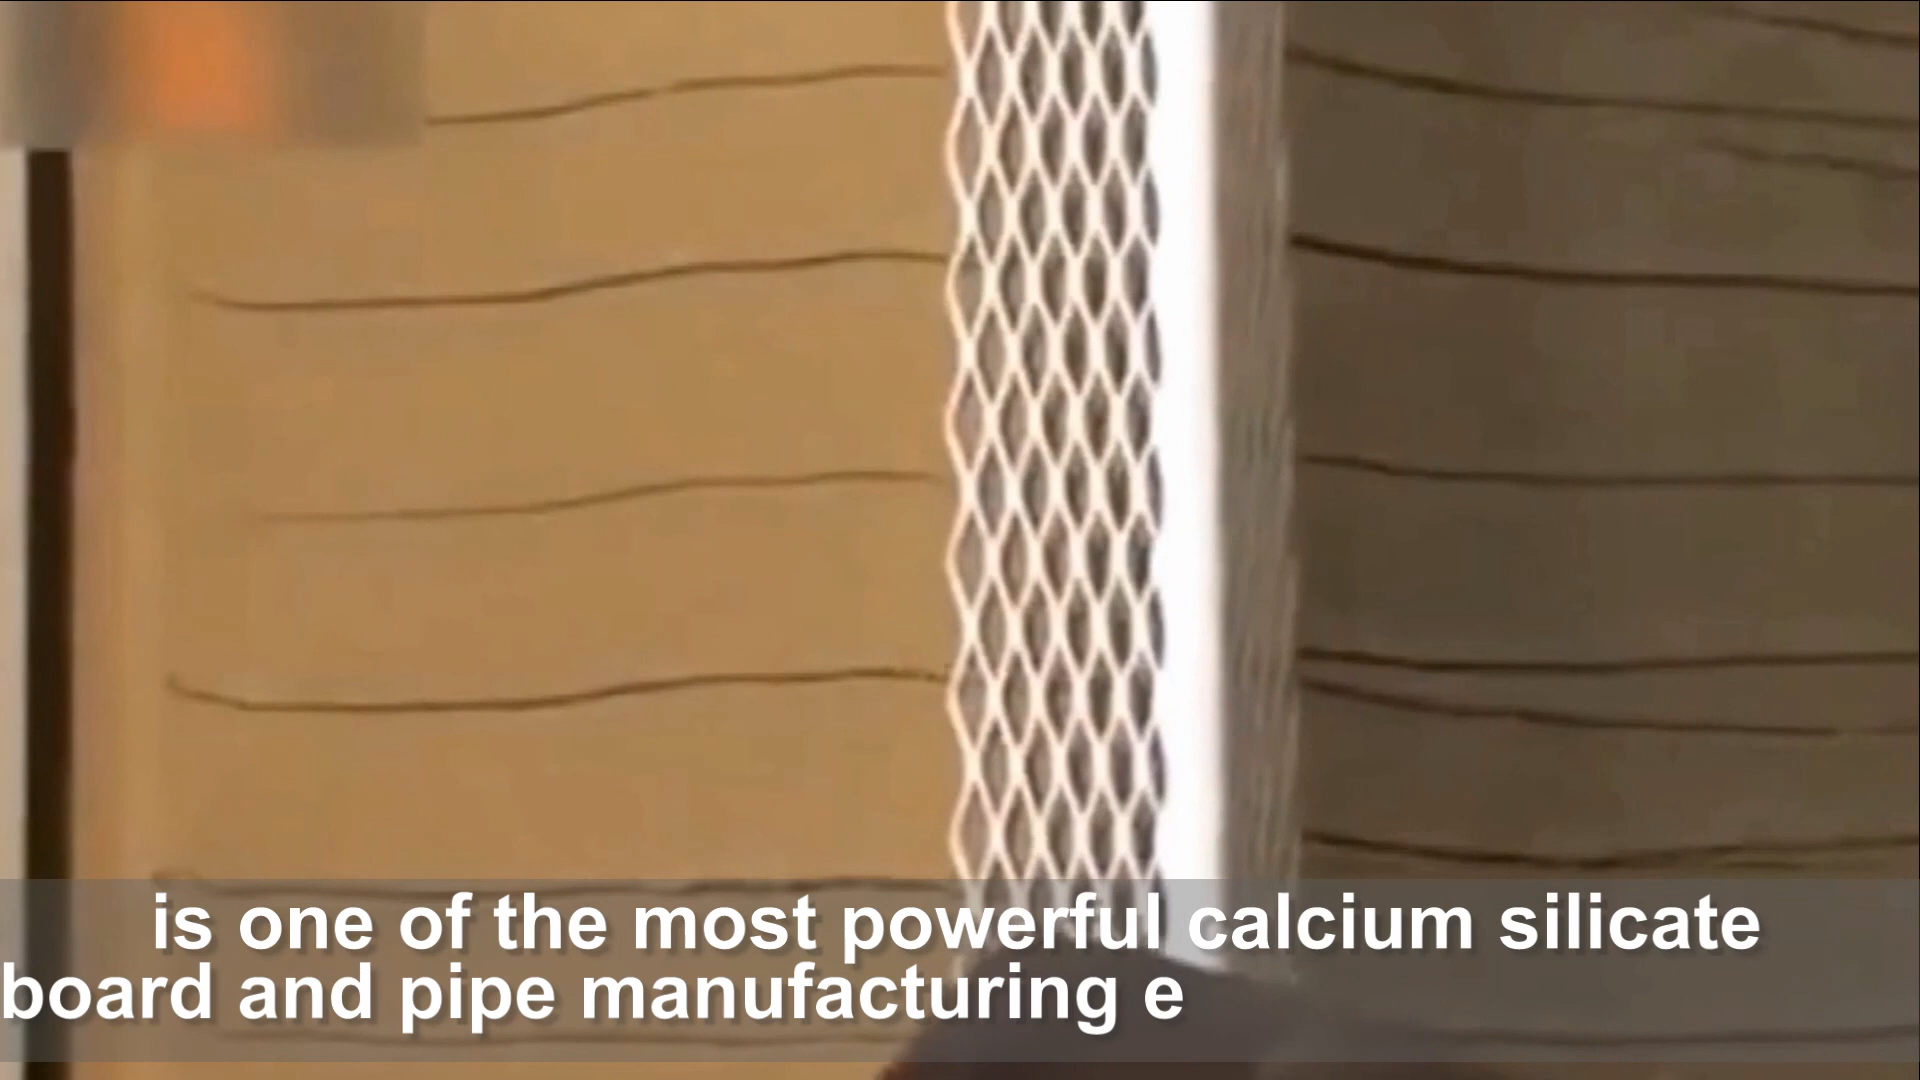 is one of the most powerful calcium silicate
board and pipe manufacturing e